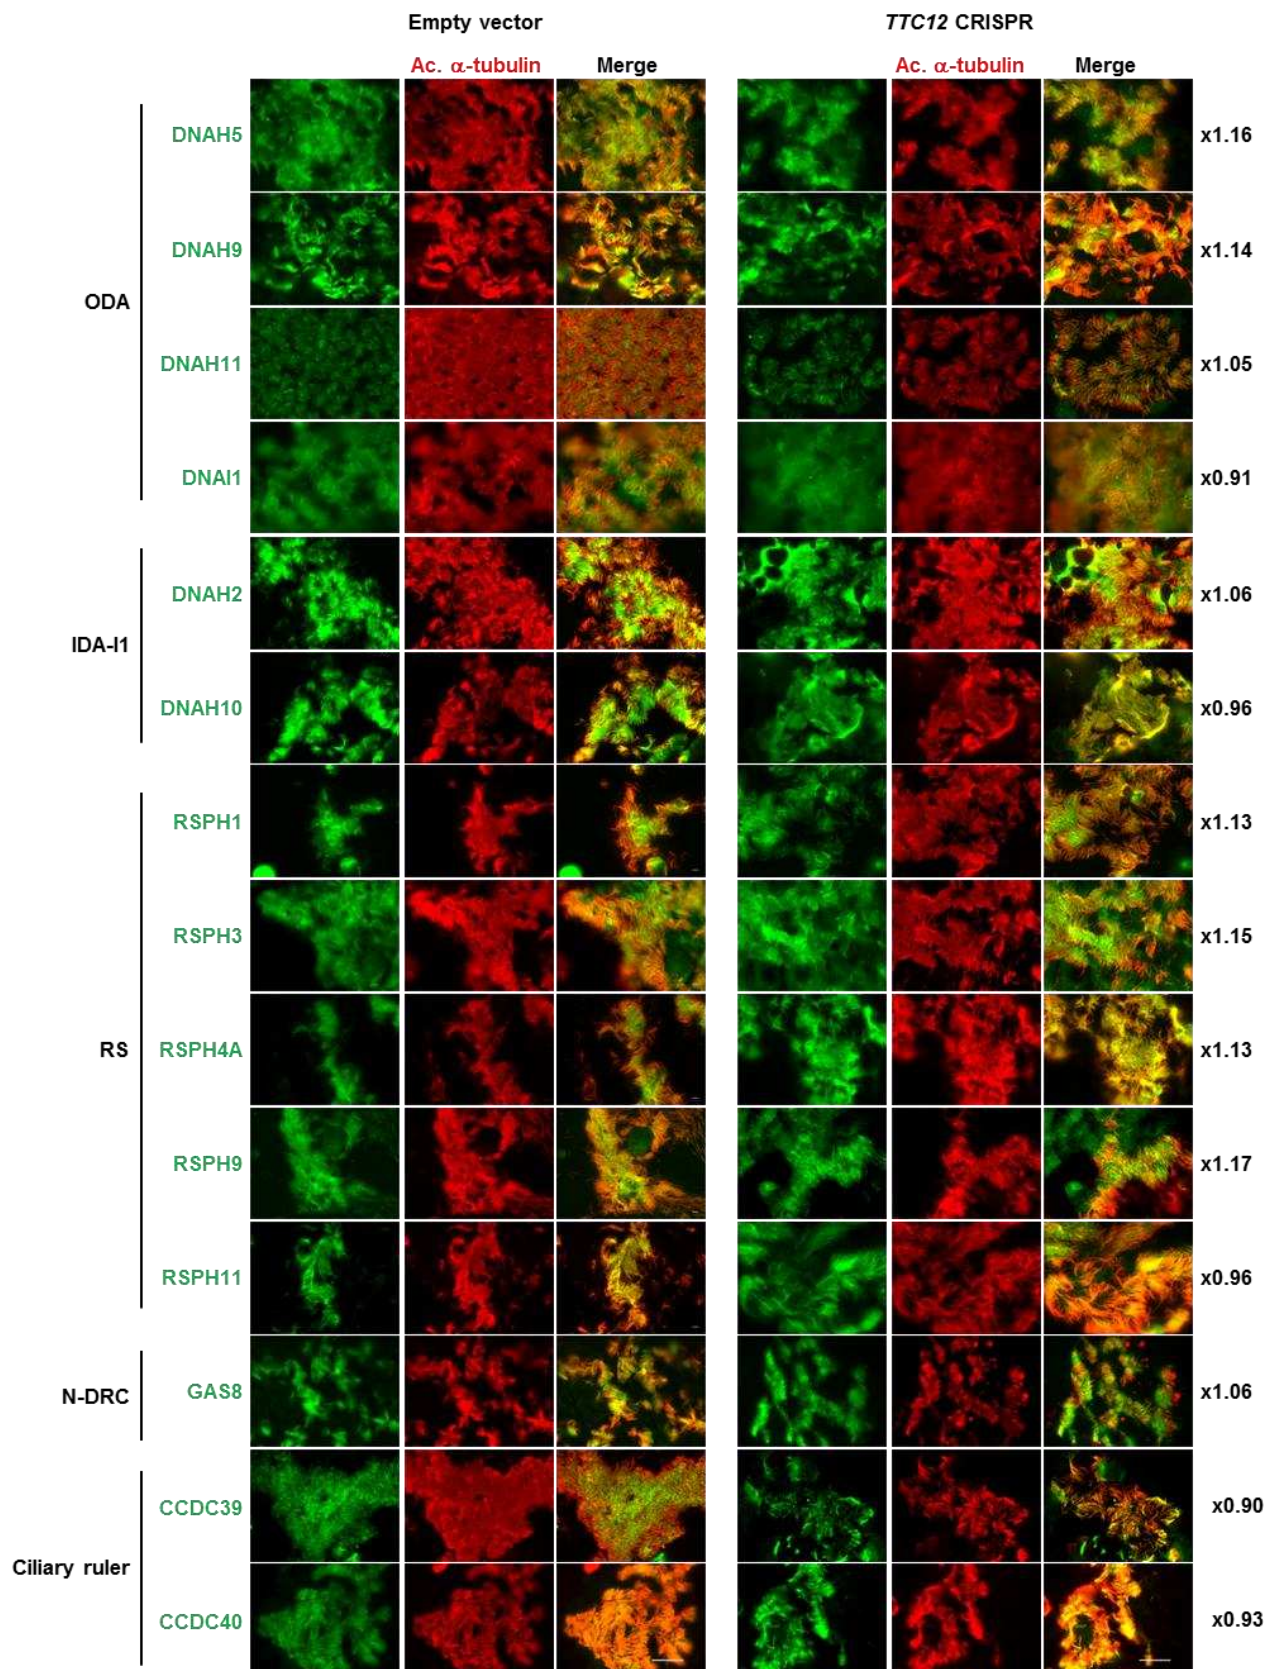 Empty vector TTC12 CRISPR
Ac. α-tubulin Merge Ac. α-tubulin Merge
DNAH5 x1.16
DNAH9 x1.14
ODA
DNAH11 x1.05
DNAI1 x0.91
DNAH2 x1.06
IDA-I1
DNAH10 x0.96
RSPH1 x1.13
RSPH3 x1.15
RS RSPH4A x1.13
RSPH9 x1.17
RSPH11 x0.96
N-DRC GAS8 x1.06
CCDC39 x0.90
Ciliary ruler
CCDC40 x0.93